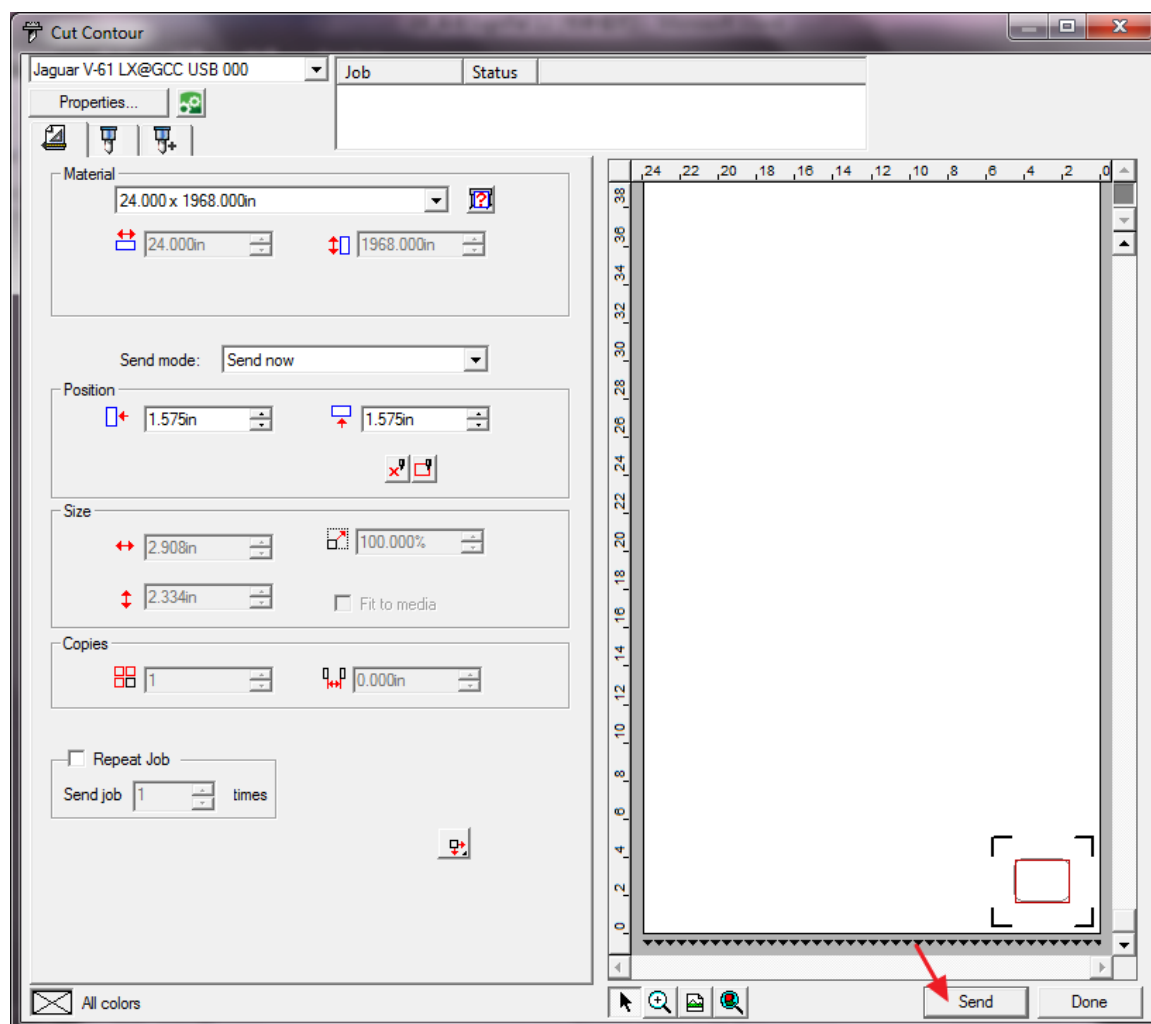 Cut Contour
Jaguar V-61 LX@GCC USB 000
Job Status
Properties...
Material
24.000 x 1968.000in
24.000in 1968.000in
Send mode: Send now
Position
1.575in 1.575in
Size
2.908in 100.000%
2.334in Fit to media
Copies
1 0.000in
Repeat Job
Send job 1 times
24 22 20 18 16 14 12 10 8 6 4 2 0
38
36
34
32
30
28
26
24
22
20
18
16
14
12
10
8
6
4
2
0
All colors
Send Done